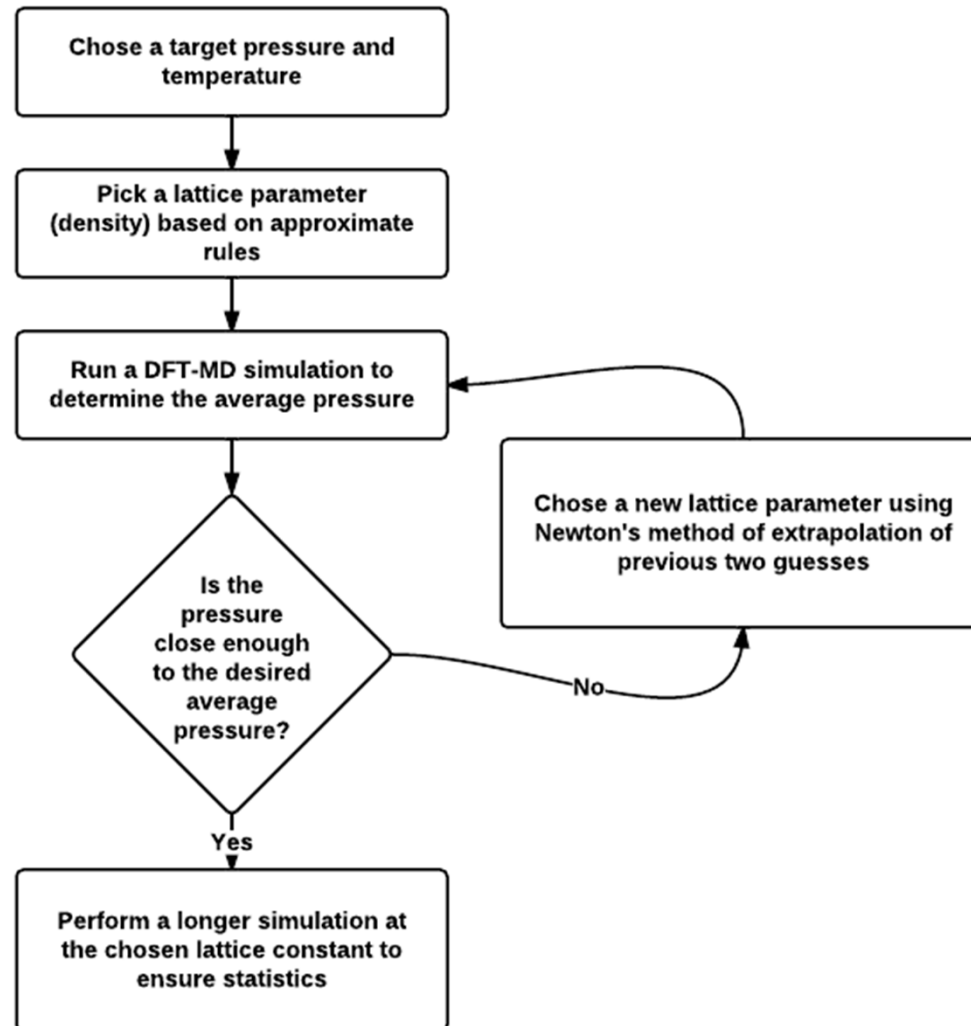 Chose a target pressure and
temperature
Pick a lattice parameter
(density) based on approximate
rules
Run a DFT-MD simulation to
determine the average pressure
Chose a new lattice parameter using
Newton's method of extrapolation of
previous two guesses
Is the
pressure
close enough
to the desired
average
pressure?
No
Yes
Perform a longer simulation at
the chosen lattice constant to
ensure statistics